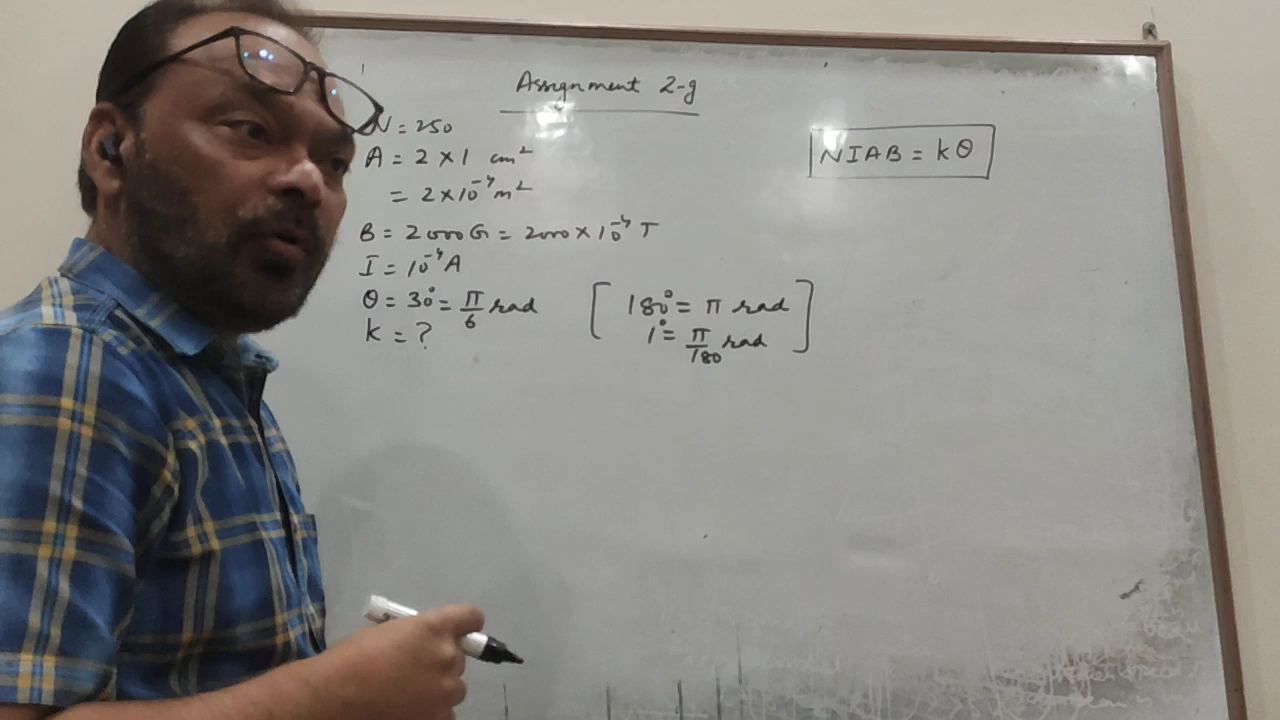 Assignment 2-g
N = 250
A = 2 × 1 cm²
= 2 × 10⁻⁴ m²
B = 2000 G = 2000 × 10⁻⁴ T
I = 10⁻⁴ A
θ = 30° = π/6 rad
k = ?
NIAB = kθ
[ 180° = π rad
1° = π/180 rad ]